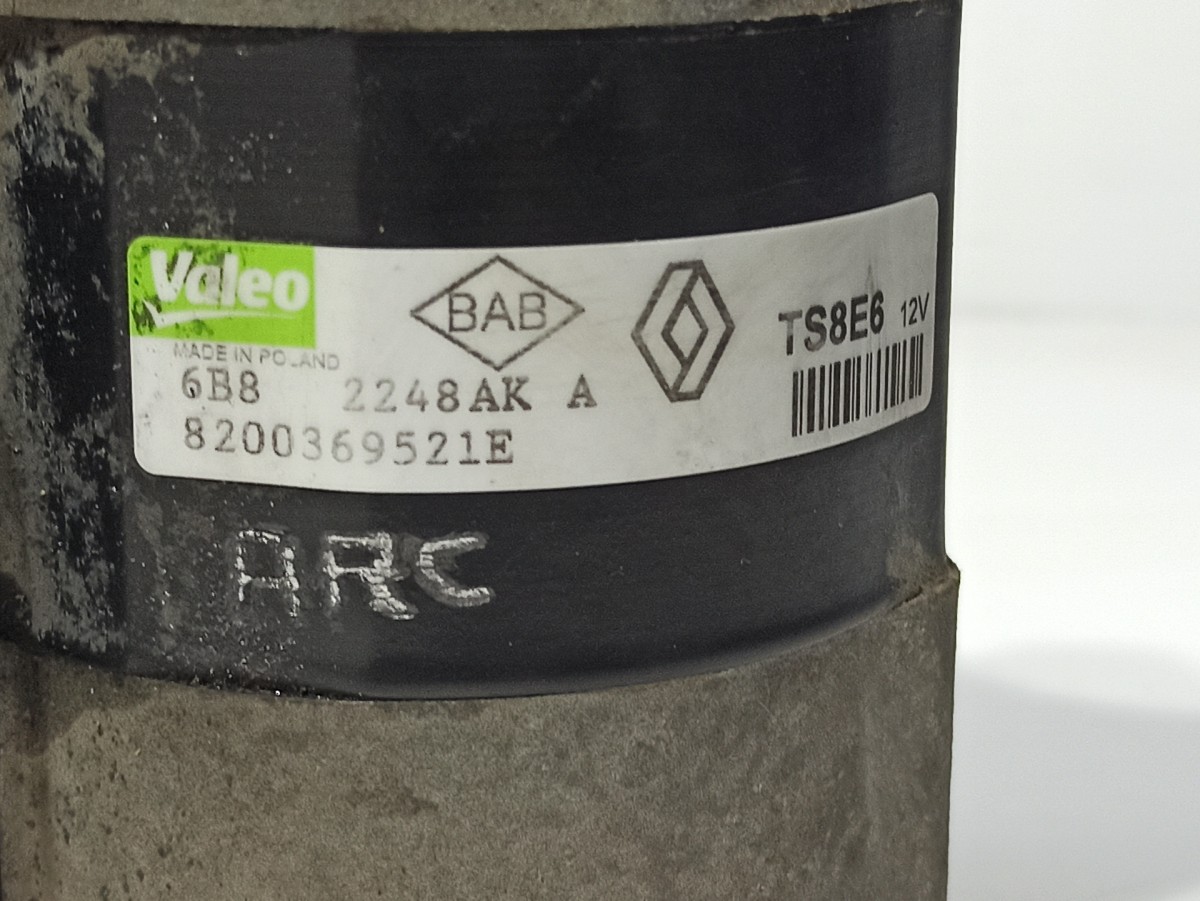 Valeo
MADE IN POLAND
BAB
TS8E6 12V
6B8 2248AK A
8200369521E
ARC